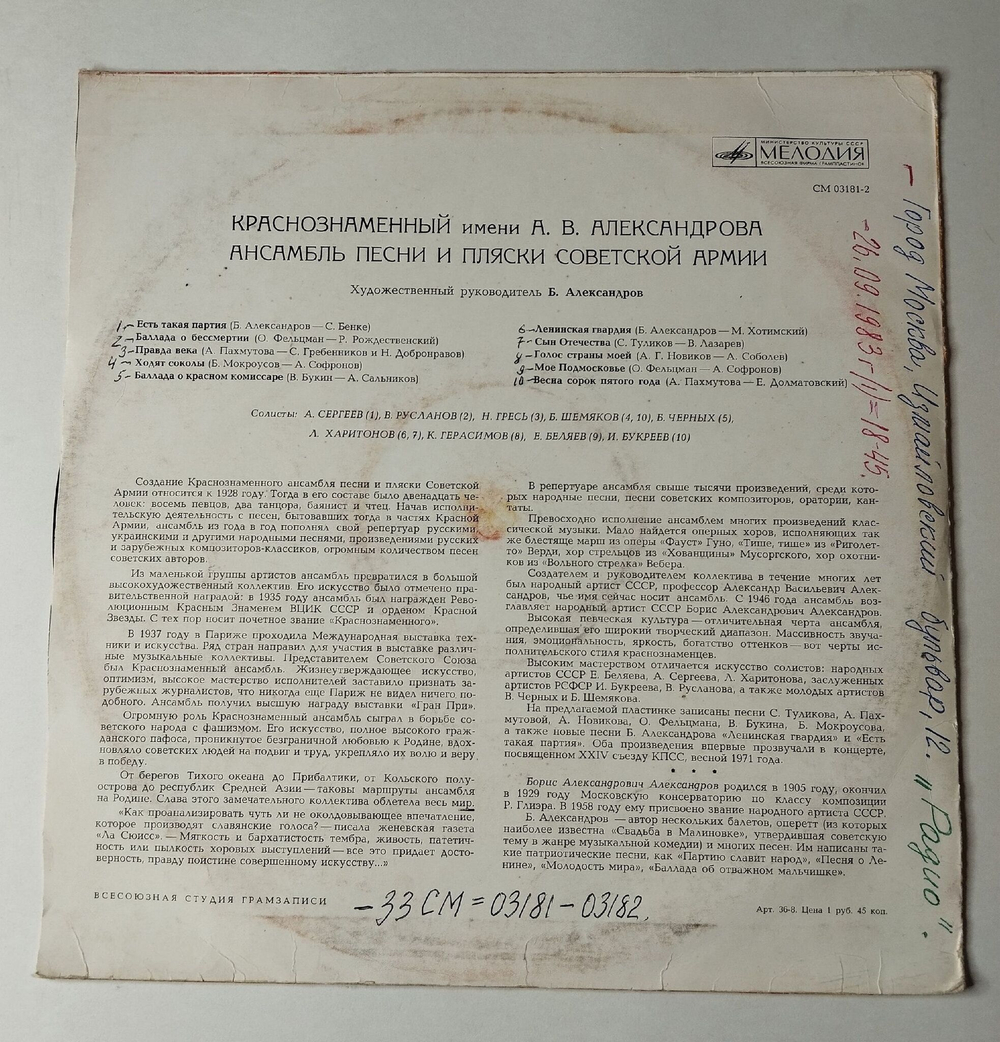 МИНИСТЕРСТВО КУЛЬТУРЫ СССР
МЕЛОДИЯ
ВСЕСОЮЗНАЯ ФИРМА ГРАМПЛАСТИНОК
СМ 03181-2
КРАСНОЗНАМЕННЫЙ имени А. В. АЛЕКСАНДРОВА
АНСАМБЛЬ ПЕСНИ И ПЛЯСКИ СОВЕТСКОЙ АРМИИ
Художественный руководитель Б. Александров
1- Есть такая партия (Б. Александров — С. Бенке)
2- Баллада о бессмертии (О. Фельцман — Р. Рождественский)
3- Правда века (А Пахмутова — С. Гребенников и Н. Добронравов)
4- Ходят соколы (Б. Мокроусов — А. Софронов)
5- Баллада о красном комиссаре (В. Букин — А. Сальников)
6- Ленинская гвардия (Б. Александров — М. Хотимский)
7- Сын Отечества (С. Туликов — В. Лазарев)
8- Голос страны моей (А. Г. Новиков — А. Соболев)
9- Мое Подмосковье (О. Фельцман — А. Софронов)
10- Весна сорок пятого года (А. Пахмутова — Е. Долматовский)
Солисты: А. СЕРГЕЕВ (1), В. РУСЛАНОВ (2), Н. ГРЕСЬ (3), Б. ШЕМЯКОВ (4, 10), Б. ЧЕРНЫХ (5),
Л. ХАРИТОНОВ (6, 7), К. ГЕРАСИМОВ (8), Е. БЕЛЯЕВ (9), И. БУКРЕЕВ (10)
Создание Краснознаменного ансамбля песни и пляски Советской
Армии относится к 1928 году. Тогда в его составе было двенадцать че-
ловек: восемь певцов, два танцора, баянист и чтец. Начав исполни-
тельскую деятельность с песен, бытовавших тогда в частях Красной
Армии, ансамбль из года в год пополнял свой репертуар русскими,
украинскими и другими народными песнями, произведениями русских
и зарубежных композиторов-классиков, огромным количеством песен
советских авторов.
Из маленькой группы артистов ансамбль превратился в большой
высокохудожественный коллектив. Его искусство было отмечено пра-
вительственной наградой: в 1935 году ансамбль был награжден Рево-
люционным Красным Знаменем ВЦИК СССР и орденом Красной
Звезды. С тех пор носит почетное звание «Краснознаменного».
В 1937 году в Париже проходила Международная выставка тех-
ники и искусства. Ряд стран направил для участия в выставке различ-
ные музыкальные коллективы. Представителем Советского Союза
был Краснознаменный ансамбль. Жизнеутверждающее искусство,
оптимизм, высокое мастерство исполнителей заставило признать за-
рубежных журналистов, что никогда еще Париж не видел ничего по-
добного. Ансамбль получил высшую награду выставки «Гран При».
Огромную роль Краснознаменный ансамбль сыграл в борьбе со-
ветского народа с фашизмом. Его искусство, полное высокого граж-
данского пафоса, проникнутое безграничной любовью к Родине, вдох-
новляло советских людей на подвиг и труд, укрепляло их волю и веру
в победу.
От берегов Тихого океана до Прибалтики, от Кольского полу-
острова до республик Средней Азии — таковы маршруты ансамбля
на Родине. Слава этого замечательного коллектива облетела весь мир.
«Как проанализировать чуть ли не околдовывающее впечатление,
которое производят славянские голоса? — писала женевская газета
«Ла Сюисс». — Мягкость и бархатистость тембра, живость, патетич-
ность или пылкость хоровых выступлений — все это придает досто-
верность, правду поистине совершенному искусству...»
В репертуаре ансамбля свыше тысячи произведений, среди кото-
рых народные песни, песни советских композиторов, оратории, кан-
таты.
Превосходно исполнение ансамблем многих произведений клас-
сической музыки. Мало найдется оперных хоров, исполняющих так
же блестяще марш из оперы «Фауст» Гуно, «Тише, тише» из «Риголет-
то» Верди, хор стрельцов из «Хованщины» Мусоргского, хор охотни-
ков из «Вольного стрелка» Вебера.
Создателем и руководителем коллектива в течение многих лет
был народный артист СССР, профессор Александр Васильевич Алек-
сандров, чье имя сейчас носит ансамбль. С 1946 года ансамбль воз-
главляет народный артист СССР Борис Александрович Александров.
Высокая певческая культура — отличительная черта ансамбля,
определившая его широкий творческий диапазон. Массивность звуча-
ния, эмоциональность, яркость, богатство оттенков — вот черты ис-
полнительского стиля краснознаменцев.
Высоким мастерством отличается искусство солистов: народных
артистов СССР Е. Беляева, А. Сергеева, Л. Харитонова, заслуженных
артистов РСФСР И. Букреева, В. Русланова, а также молодых артистов
В. Черных и Б. Шемякова.
На предлагаемой пластинке записаны песни С. Туликова, А. Пах-
мутовой, А. Новикова, О. Фельцмана, В. Букина, Б. Мокроусова,
а также новые песни Б. Александрова «Ленинская гвардия» и «Есть
такая партия». Оба произведения впервые прозвучали в концерте,
посвященном XXIV съезду КПСС, весной 1971 года.
• • •
Борис Александрович Александров родился в 1905 году, окончил
в 1929 году Московскую консерваторию по классу композиции
Р. Глиэра. В 1958 году ему присвоено звание народного артиста СССР.
Б. Александров — автор нескольких балетов, оперетт (из которых
наиболее известна «Свадьба в Малиновке», утвердившая советскую
тему в жанре музыкальной комедии) и многих песен. Им написаны та-
кие патриотические песни, как «Партию славит народ», «Песня о Ле-
нине», «Молодость мира», «Баллада об отважном мальчишке».
ВСЕСОЮЗНАЯ СТУДИЯ ГРАМЗАПИСИ
-33 СМ = 03181 - 03182.
Арт. 36-8. Цена 1 руб. 45 коп.
- Город Москва, Измайловский бульвар, 12. "Радио".
-26.09.1983-(1)=18-45.